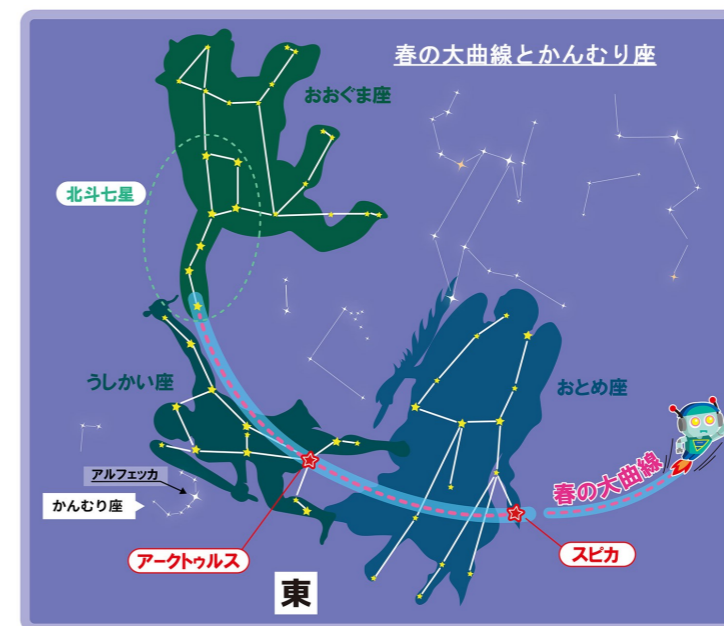 春の大曲線とかんむり座
おおぐま座
北斗七星
うしかい座
おとめ座
アルフェッカ
かんむり座
春の大曲線
アークトゥルス
スピカ
東